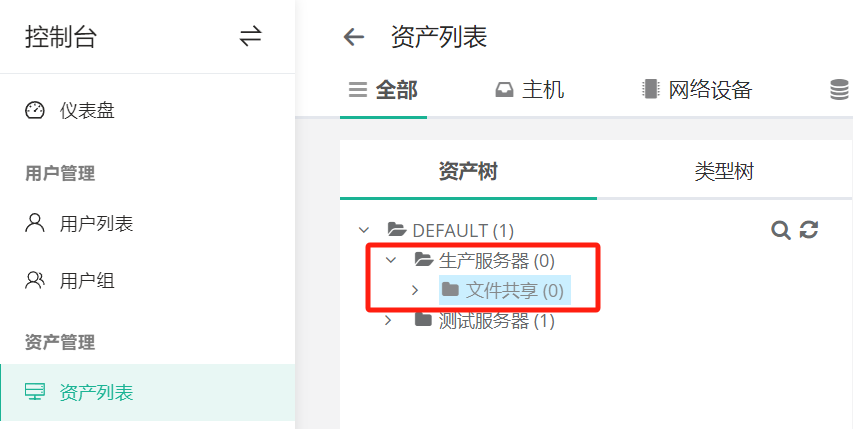 控制台
仪表盘
用户管理
用户列表
用户组
资产管理
资产列表
资产列表
全部 主机 网络设备
资产树 类型树
DEFAULT (1)
生产服务器 (0)
文件共享 (0)
测试服务器 (1)